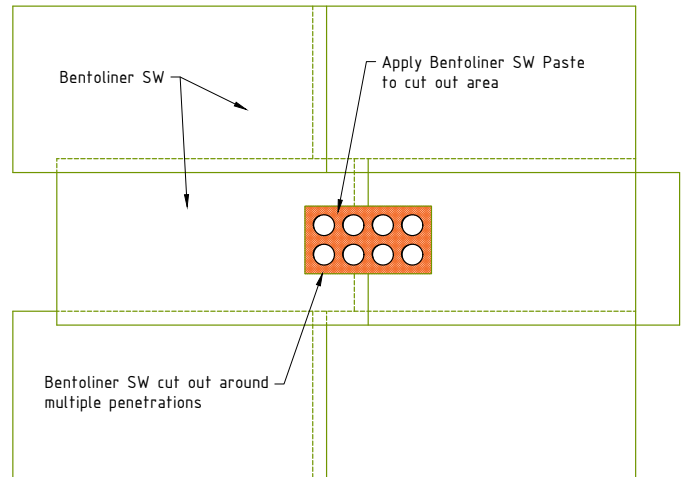 Bentoliner SW
Apply Bentoliner SW Paste
to cut out area
Bentoliner SW cut out around
multiple penetrations